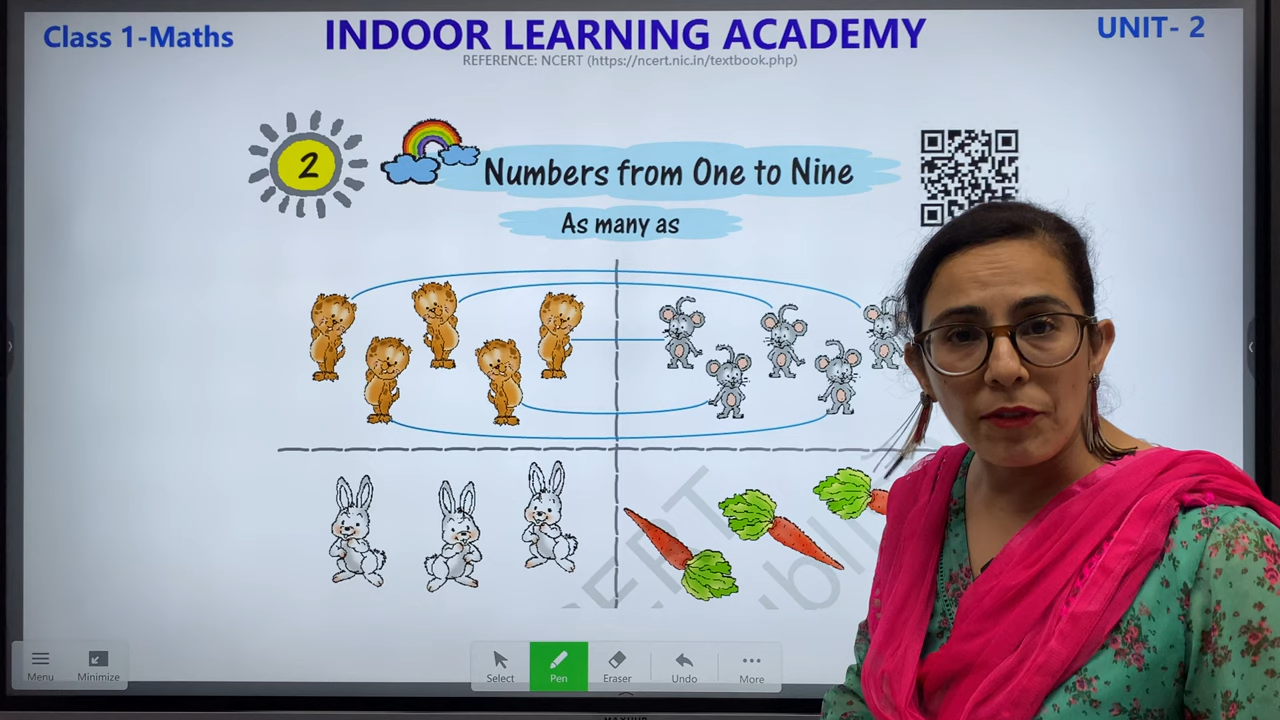 Class 1-Maths
INDOOR LEARNING ACADEMY
UNIT- 2
REFERENCE: NCERT (https://ncert.nic.in/textbook.php)
2
Numbers from One to Nine
As many as
Menu
Minimize
Select
Pen
Eraser
Undo
More